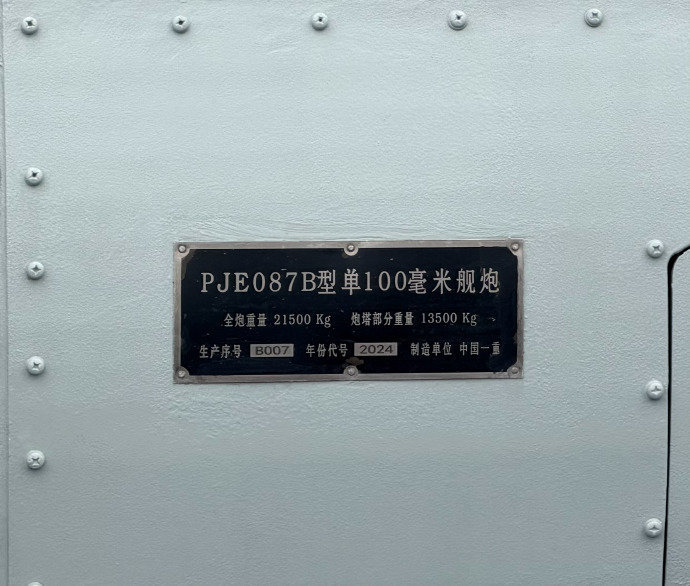 PJE087B型单100毫米舰炮
全炮重量 21500 Kg 炮塔部分重量 13500 Kg
生产序号 B007 年份代号 2024 制造单位 中国一重